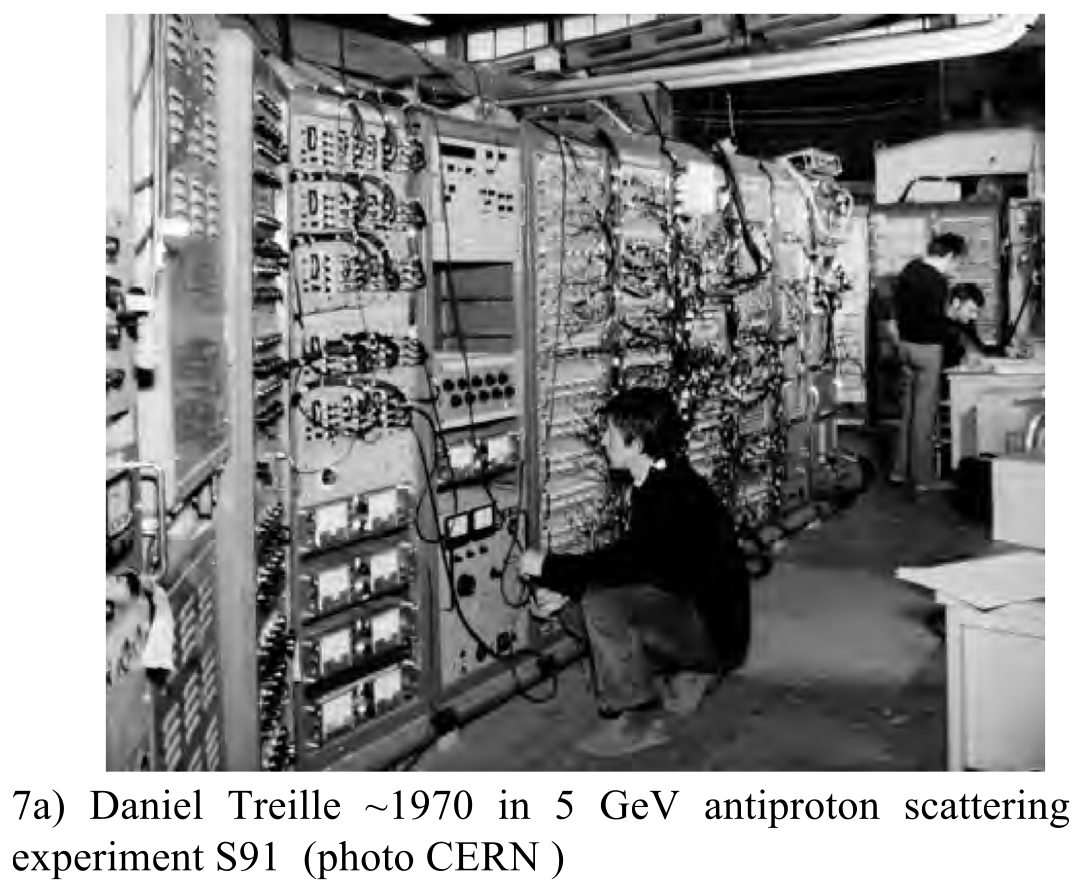 7a) Daniel Treille ~1970 in 5 GeV antiproton scattering
experiment S91 (photo CERN )